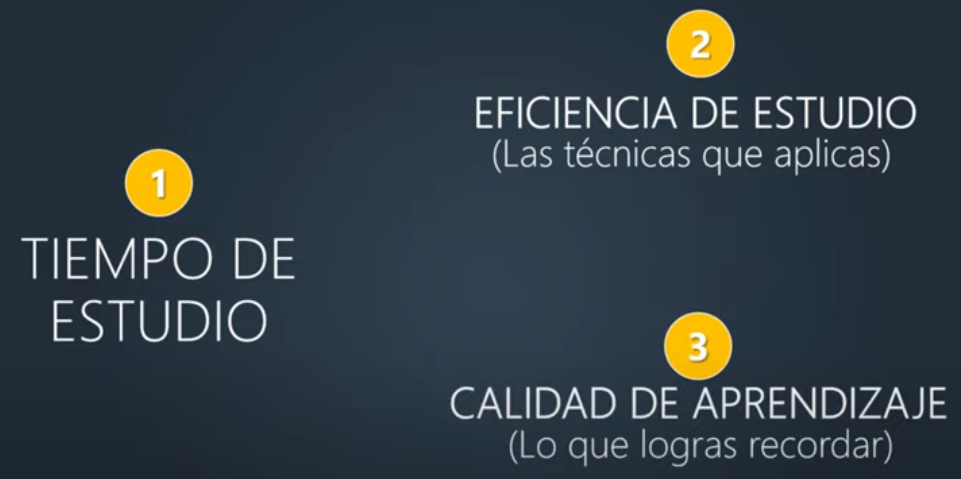 1
TIEMPO DE
ESTUDIO
2
EFICIENCIA DE ESTUDIO
(Las técnicas que aplicas)
3
CALIDAD DE APRENDIZAJE
(Lo que logras recordar)